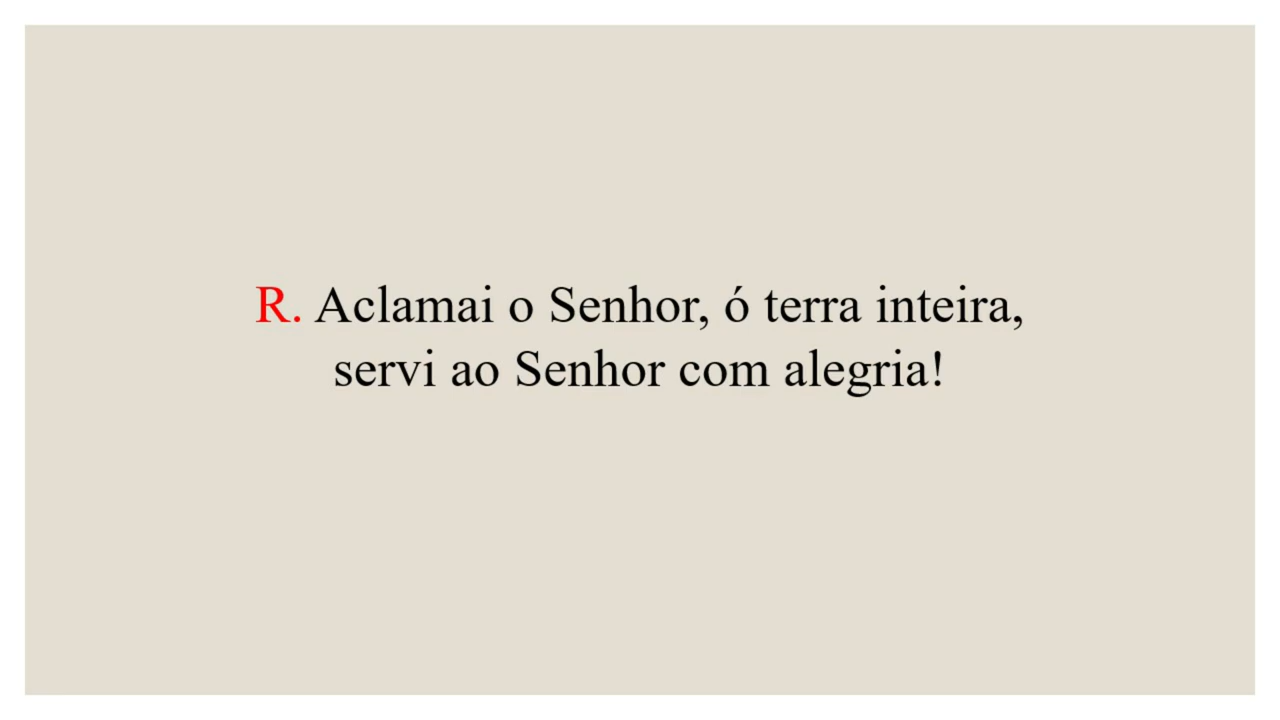 R. Aclamai o Senhor, ó terra inteira,
servi ao Senhor com alegria!